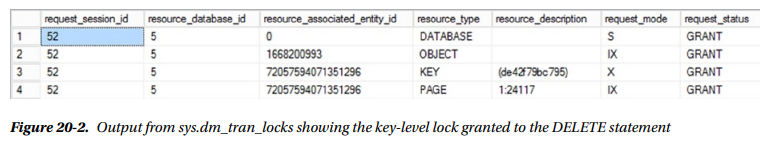 request_session_id resource_database_id resource_associated_entity_id resource_type resource_description request_mode request_status
1 52 5 0 DATABASE S GRANT
2 52 5 1668200993 OBJECT IX GRANT
3 52 5 72057594071351296 KEY (de42f79bc795) X GRANT
4 52 5 72057594071351296 PAGE 1:24117 IX GRANT
Figure 20-2. Output from sys.dm_tran_locks showing the key-level lock granted to the DELETE statement